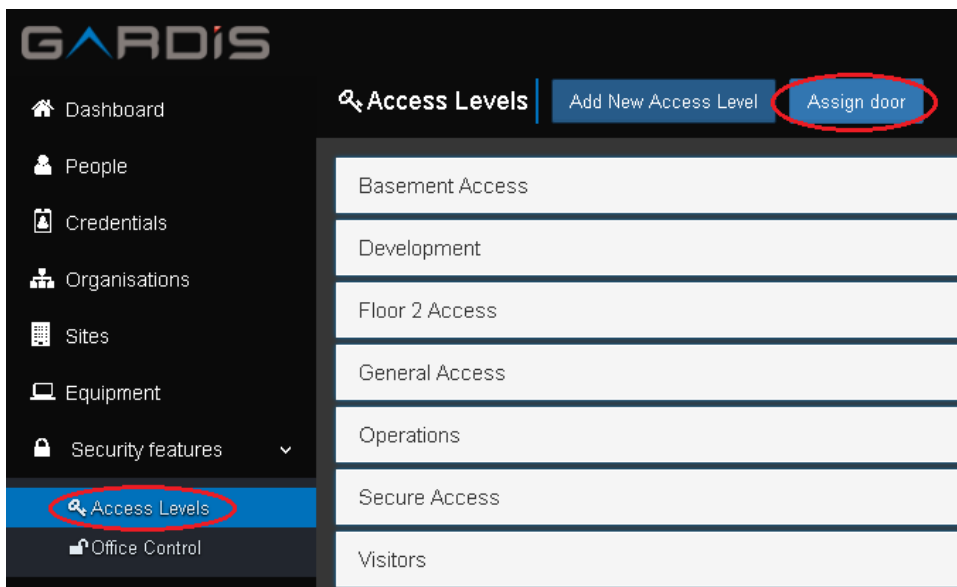 GARDiS
Dashboard
People
Credentials
Organisations
Sites
Equipment
Security features
Access Levels
Office Control
Access Levels
Add New Access Level
Assign door
Basement Access
Development
Floor 2 Access
General Access
Operations
Secure Access
Visitors